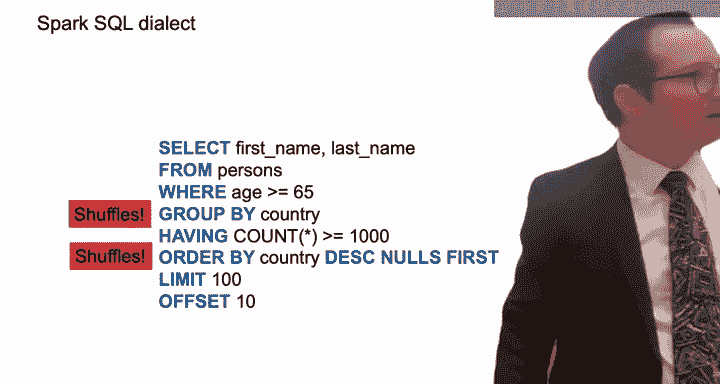 Spark SQL dialect
SELECT first_name, last_name
FROM persons
WHERE age >= 65
Shuffles! GROUP BY country
HAVING COUNT(*) >= 1000
Shuffles! ORDER BY country DESC NULLS FIRST
LIMIT 100
OFFSET 10